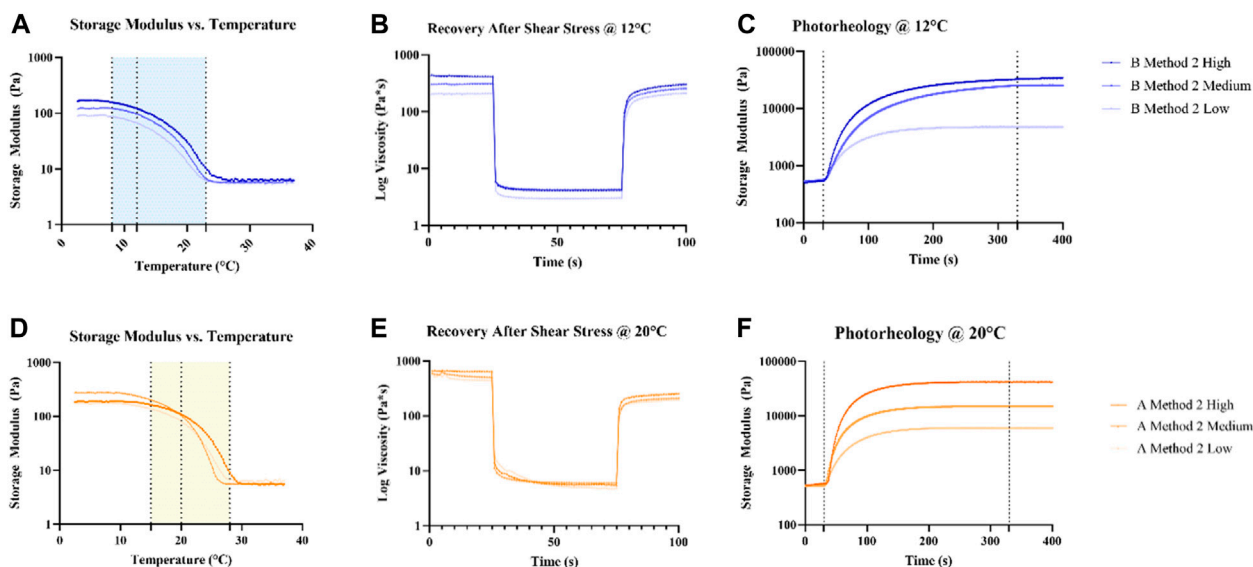 A
Storage Modulus vs. Temperature
Storage Modulus (Pa)
1000
100
10
1
0
10
20
30
40
Temperature (°C)
B
Recovery After Shear Stress @ 12°C
Log Viscosity (Pa*s)
1000
100
10
1
0
50
100
Time (s)
C
Photorheology @ 12°C
Storage Modulus (Pa)
100000
10000
1000
100
0
100
200
300
400
Time (s)
B Method 2 High
B Method 2 Medium
B Method 2 Low
D
Storage Modulus vs. Temperature
Storage Modulus (Pa)
1000
100
10
1
0
10
20
30
40
Temperature (°C)
E
Recovery After Shear Stress @ 20°C
Log Viscosity (Pa*s)
1000
100
10
1
0
50
100
Time (s)
F
Photorheology @ 20°C
Storage Modulus (Pa)
100000
10000
1000
100
0
100
200
300
400
Time (s)
A Method 2 High
A Method 2 Medium
A Method 2 Low